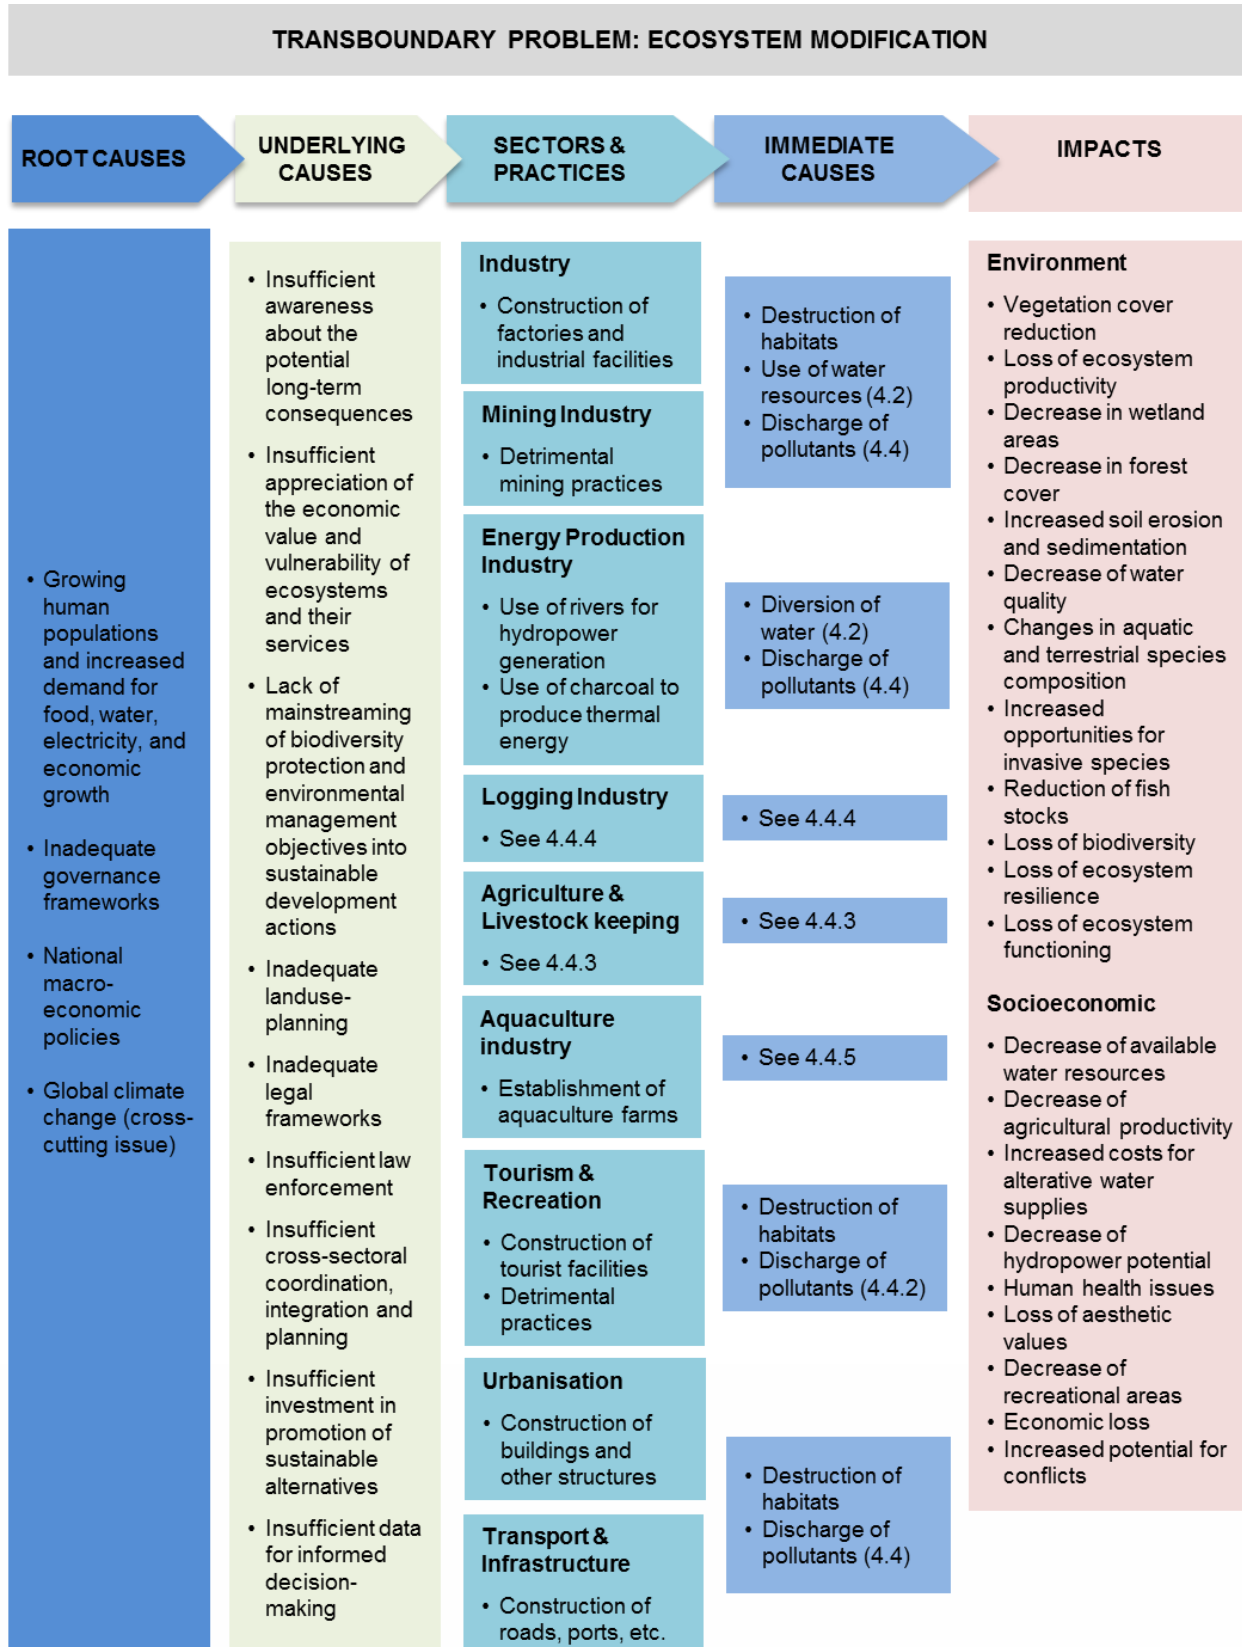 TRANSBOUNDARY PROBLEM: ECOSYSTEM MODIFICATION
ROOT CAUSES
UNDERLYING
CAUSES
SECTORS &
PRACTICES
IMMEDIATE
CAUSES
IMPACTS
• Growing
human
populations
and increased
demand for
food, water,
electricity, and
economic
growth
• Inadequate
governance
frameworks
• National
macro-
economic
policies
• Global climate
change (cross-
cutting issue)
• Insufficient
awareness
about the
potential
long-term
consequences
• Insufficient
appreciation of
the economic
value and
vulnerability of
ecosystems
and their
services
• Lack of
mainstreaming
of biodiversity
protection and
environmental
management
objectives into
sustainable
development
actions
• Inadequate
landuse-
planning
• Inadequate
legal
frameworks
• Insufficient law
enforcement
• Insufficient
cross-sectoral
coordination,
integration and
planning
• Insufficient
investment in
promotion of
sustainable
alternatives
• Insufficient data
for informed
decision-
making
Industry
• Construction of
factories and
industrial facilities
Mining Industry
• Detrimental
mining practices
Energy Production
Industry
• Use of rivers for
hydropower
generation
• Use of charcoal to
produce thermal
energy
Logging Industry
• See 4.4.4
Agriculture &
Livestock keeping
• See 4.4.3
Aquaculture
industry
• Establishment of
aquaculture farms
Tourism &
Recreation
• Construction of
tourist facilities
• Detrimental
practices
Urbanisation
• Construction of
buildings and
other structures
Transport &
Infrastructure
• Construction of
roads, ports, etc.
• Destruction of
habitats
• Use of water
resources (4.2)
• Discharge of
pollutants (4.4)
• Diversion of
water (4.2)
• Discharge of
pollutants (4.4)
• See 4.4.4
• See 4.4.3
• See 4.4.5
• Destruction of
habitats
• Discharge of
pollutants (4.4.2)
• Destruction of
habitats
• Discharge of
pollutants (4.4)
Environment
• Vegetation cover
reduction
• Loss of ecosystem
productivity
• Decrease in wetland
areas
• Decrease in forest
cover
• Increased soil erosion
and sedimentation
• Decrease of water
quality
• Changes in aquatic
and terrestrial species
composition
• Increased
opportunities for
invasive species
• Reduction of fish
stocks
• Loss of biodiversity
• Loss of ecosystem
resilience
• Loss of ecosystem
functioning
Socioeconomic
• Decrease of available
water resources
• Decrease of
agricultural productivity
• Increased costs for
alterative water
supplies
• Decrease of
hydropower potential
• Human health issues
• Loss of aesthetic
values
• Decrease of
recreational areas
• Economic loss
• Increased potential for
conflicts